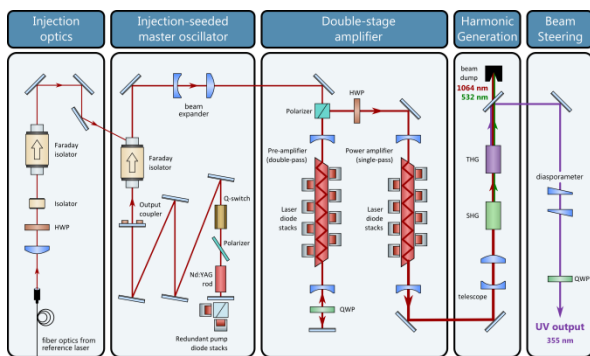 Injection
optics
Injection-seeded
master oscillator
Double-stage
amplifier
Harmonic
Generation
Beam
Steering
Faraday
isolator
Isolator
HWP
fiber optics from
reference laser
beam
expander
Faraday
isolator
Output
coupler
Q-switch
Polarizer
Nd:YAG
rod
Redundant pump
diode stacks
Polarizer
HWP
Pre-amplifier
(double-pass)
Power amplifier
(single-pass)
Laser
diode
stacks
Laser
diode
stacks
QWP
beam
dump
1064 nm
532 nm
THG
SHG
telescope
diasporameter
QWP
UV output
355 nm